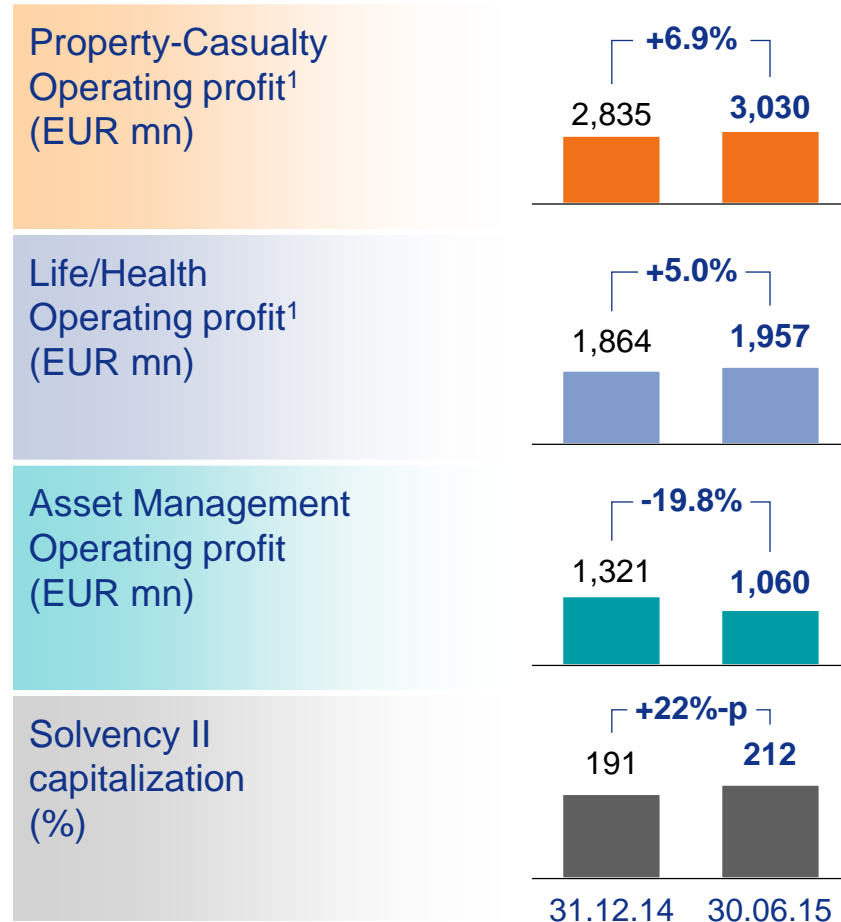 Property-Casualty
Operating profit¹
(EUR mn)
+6.9%
2,835 3,030
Life/Health
Operating profit¹
(EUR mn)
+5.0%
1,864 1,957
Asset Management
Operating profit
(EUR mn)
-19.8%
1,321 1,060
Solvency II
capitalization
(%)
+22%-p
191 212
31.12.14 30.06.15